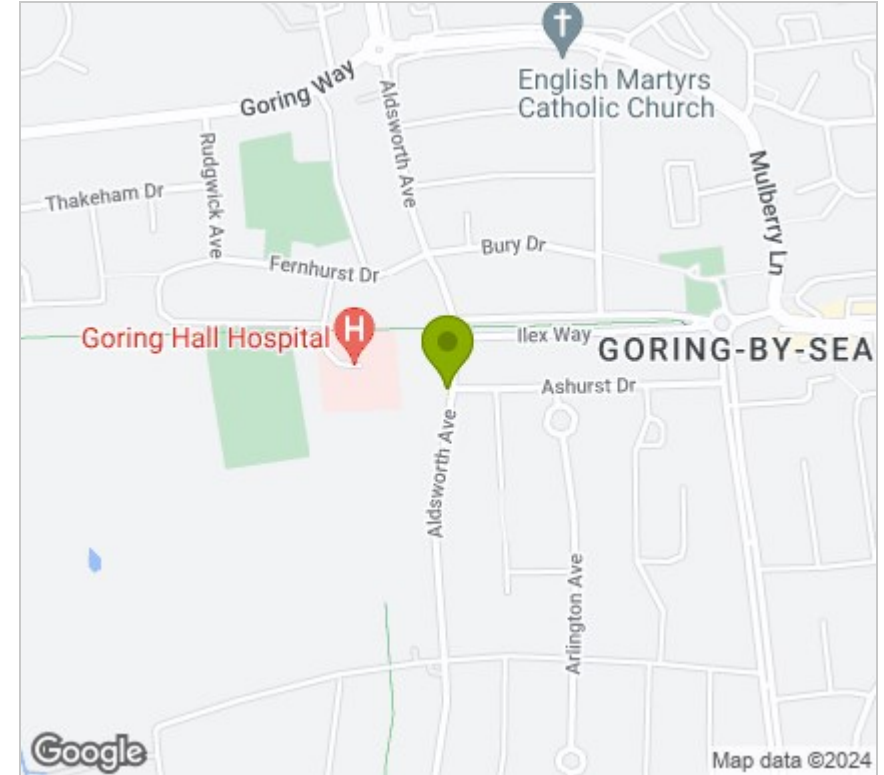 English Martyrs
Catholic Church
Goring Way
Aldsworth Ave
Rudgwick Ave
Mulberry Ln
Thakeham Dr
Bury Dr
Fernhurst Dr
Goring Hall Hospital
H
Ilex Way
GORING-BY-SEA
Ashurst Dr
Aldsworth Ave
Arlington Ave
Google
Map data ©2024